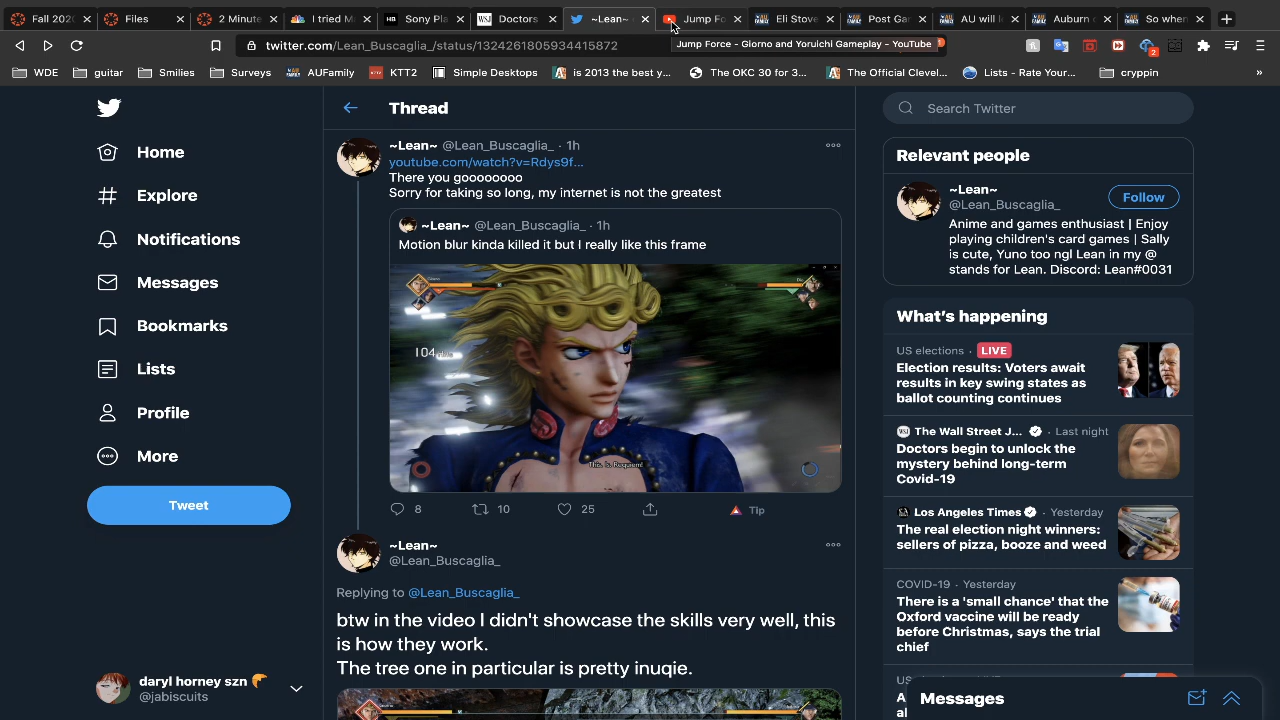 Fall 202
Files
2 Minute
I tried M
Sony Pla
Doctors
~Lean~
Jump Fo
Eli Stove
Post Ga
AU will l
Auburn
So when
twitter.com/Lean_Buscaglia_/status/1324261805934415872
Jump Force - Giorno and Yoruichi Gameplay - YouTube
WDE
guitar
Smilies
Surveys
AUFamily
KTT2
Simple Desktops
is 2013 the best y...
The OKC 30 for 3...
The Official Clevel...
Lists - Rate Your...
cryppin
»
Thread
Search Twitter
Home
Explore
Notifications
Messages
Bookmarks
Lists
Profile
More
Tweet
daryl horney szn
@jabiscuits
~Lean~ @Lean_Buscaglia_ · 1h
youtube.com/watch?v=Rdys9f...
There you goooooooo
Sorry for taking so long, my internet is not the greatest
~Lean~ @Lean_Buscaglia_ · 1h
Motion blur kinda killed it but I really like this frame
104
This is Requiem!
8
10
25
Tip
~Lean~
@Lean_Buscaglia_
Replying to @Lean_Buscaglia_
btw in the video I didn't showcase the skills very well, this
is how they work.
The tree one in particular is pretty inuqie.
Relevant people
~Lean~
@Lean_Buscaglia_
Follow
Anime and games enthusiast | Enjoy
playing children's card games | Sally
is cute, Yuno too ngl Lean in my @
stands for Lean. Discord: Lean#0031
What's happening
US elections · LIVE
Election results: Voters await
results in key swing states as
ballot counting continues
The Wall Street J... · Last night
Doctors begin to unlock the
mystery behind long-term
Covid-19
Los Angeles Times · Yesterday
The real election night winners:
sellers of pizza, booze and weed
COVID-19 · Yesterday
There is a 'small chance' that the
Oxford vaccine will be ready
before Christmas, says the trial
chief
Messages